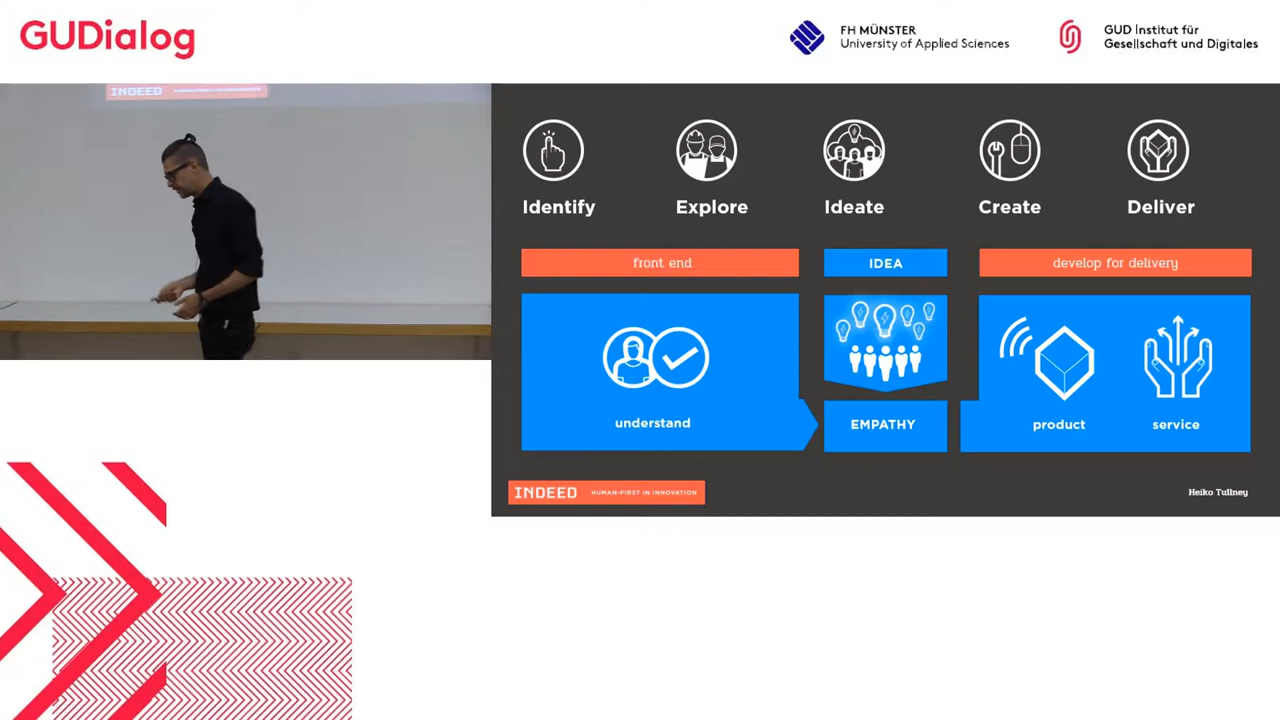 GUDialog
FH MÜNSTER
University of Applied Sciences
GUD Institut für
Gesellschaft und Digitales
INDEED
Identify
Explore
Ideate
Create
Deliver
front end
IDEA
develop for delivery
understand
EMPATHY
product
service
INDEED
HUMAN-FIRST IN INNOVATION
Heiko Tullney